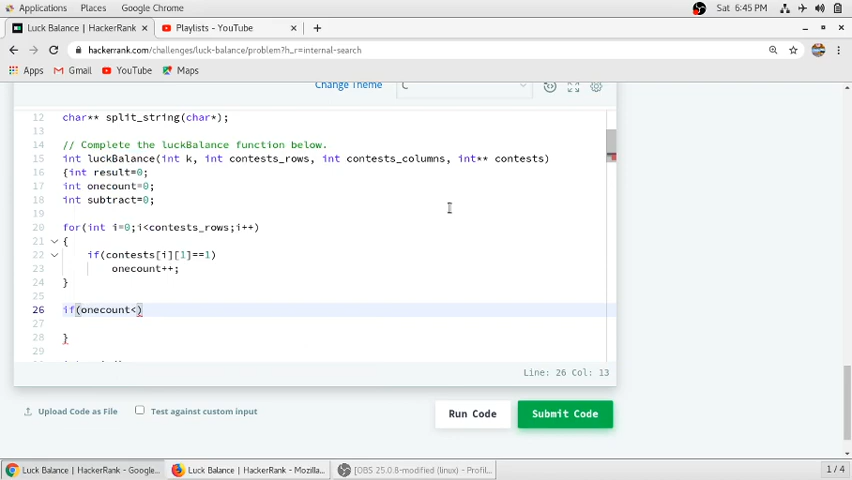 Applications Places Google Chrome Sat 6:45 PM
Luck Balance | HackerRank Playlists - YouTube
hackerrank.com/challenges/luck-balance/problem?h_r=internal-search
Apps Gmail YouTube Maps
Change Theme C
12 char** split_string(char*);
13
14 // Complete the luckBalance function below.
15 int luckBalance(int k, int contests_rows, int contests_columns, int** contests)
16 {int result=0;
17 int onecount=0;
18 int subtract=0;
19
20 for(int i=0;i<contests_rows;i++)
21 {
22 if(contests[i][1]==1)
23 onecount++;
24 }
25
26 if(onecount<)
27
28 }
29
Line: 26 Col: 13
Upload Code as File Test against custom input Run Code Submit Code
Luck Balance | HackerRank - Google... Luck Balance | HackerRank - Mozilla... [OBS 25.0.8-modified (linux) - Profil... 1 / 4